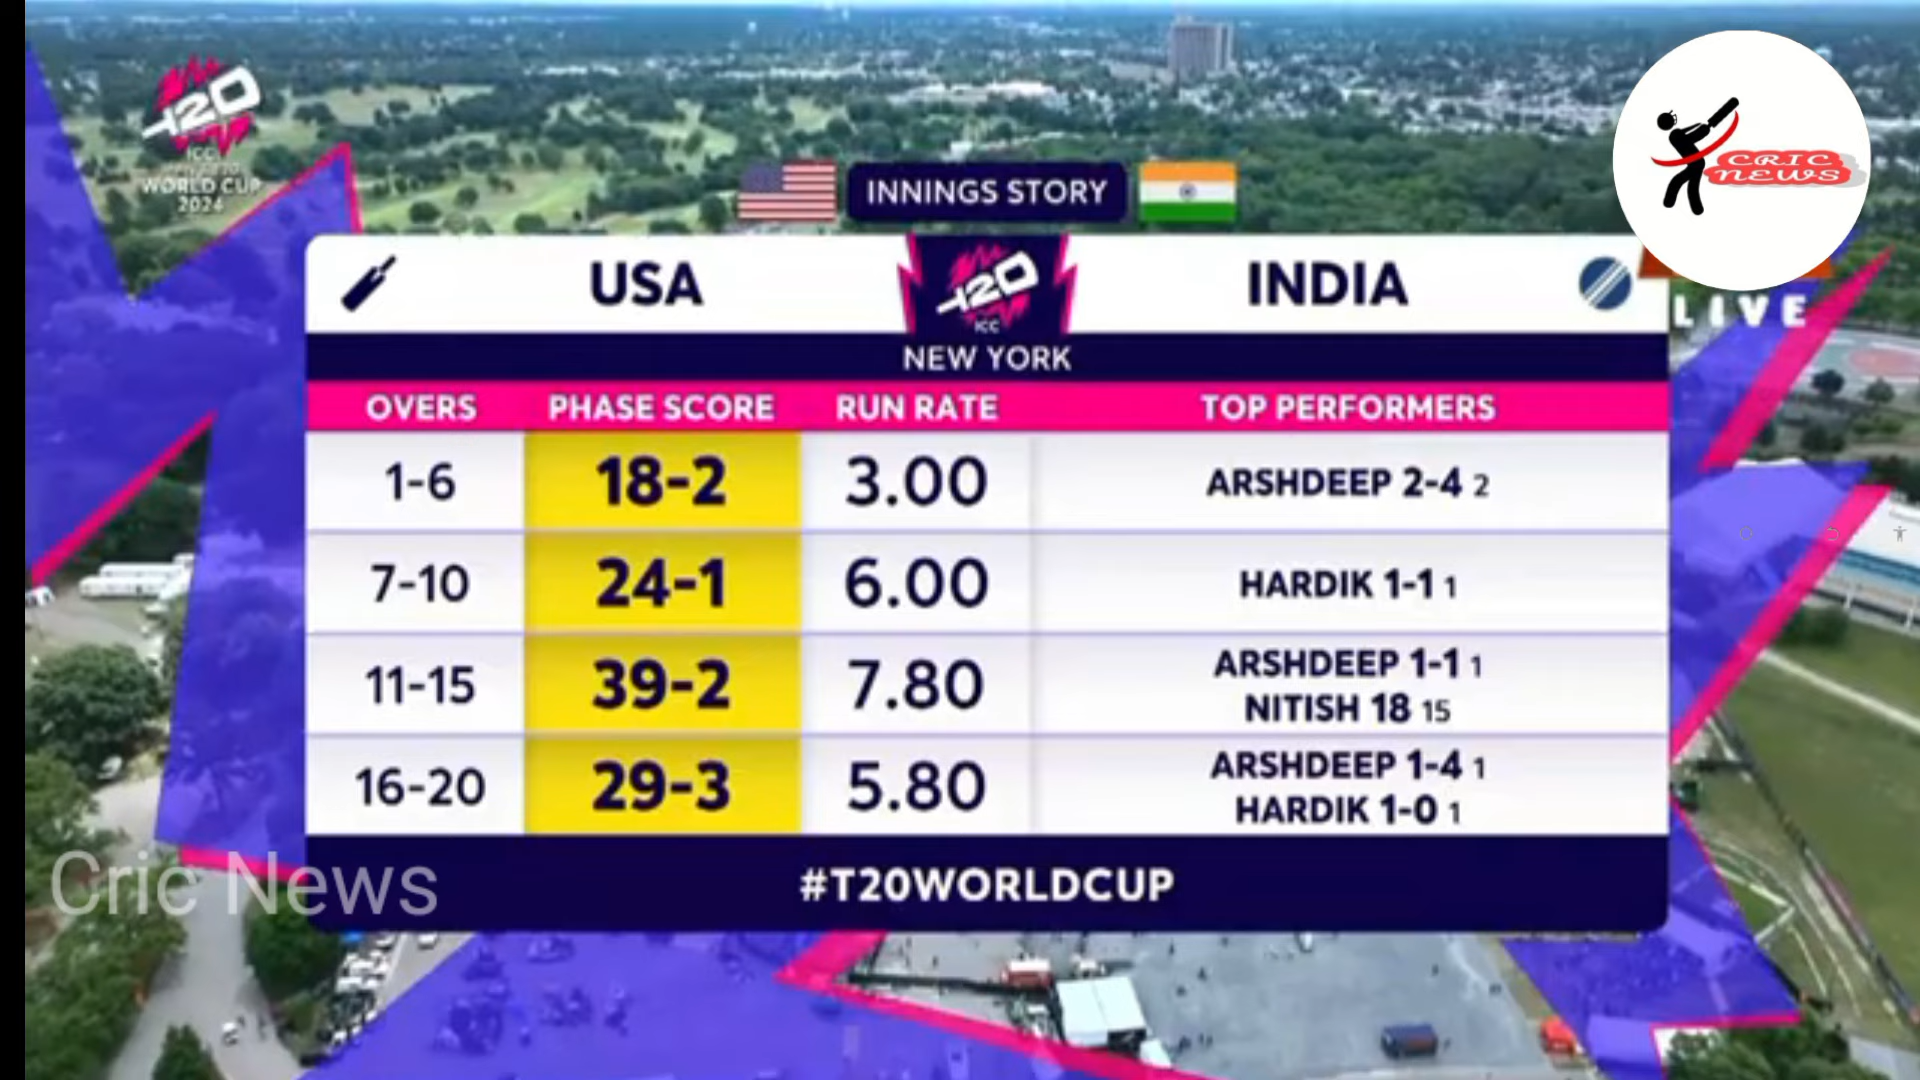 T20
ICC
WORLD CUP
2024
CRIC
NEWS
INNINGS STORY
USA
T20
ICC
INDIA
LIVE
NEW YORK
OVERS PHASE SCORE RUN RATE TOP PERFORMERS
1-6 18-2 3.00 ARSHDEEP 2-4 2
7-10 24-1 6.00 HARDIK 1-1 1
11-15 39-2 7.80 ARSHDEEP 1-1 1
NITISH 18 15
16-20 29-3 5.80 ARSHDEEP 1-4 1
HARDIK 1-0 1
#T20WORLDCUP
Cric News